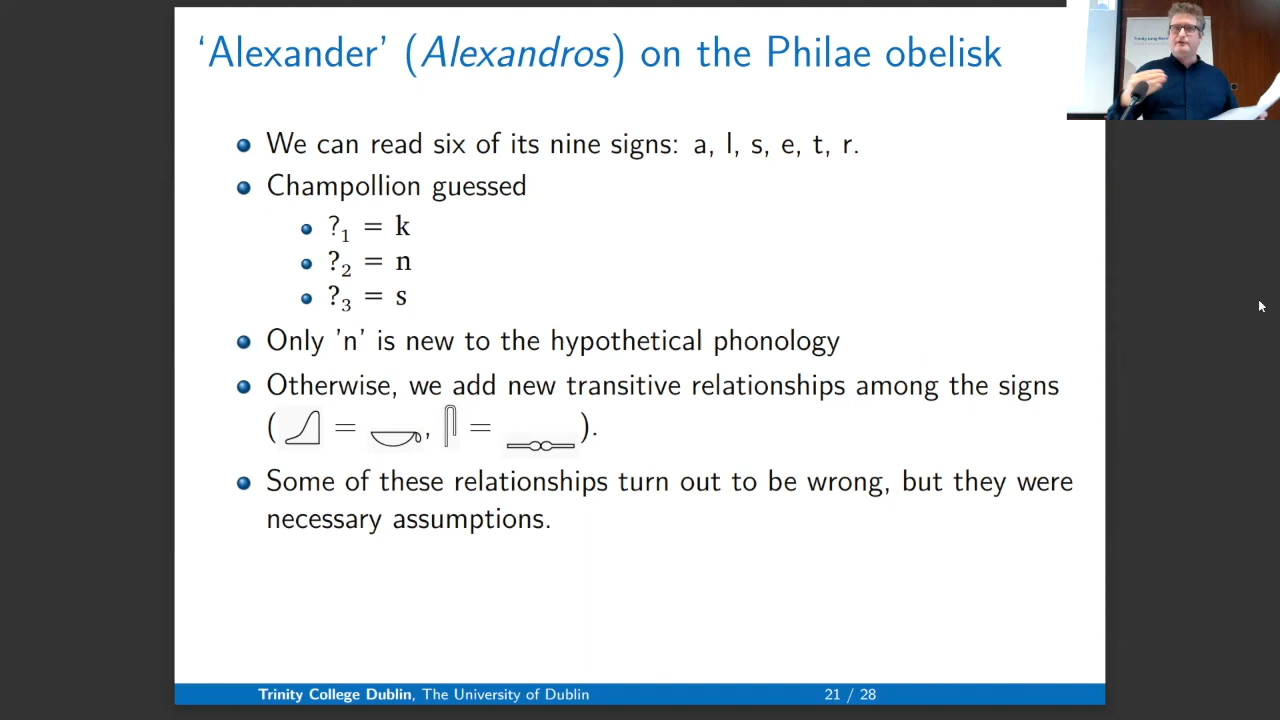 ‘Alexander’ (Alexandros) on the Philae obelisk
We can read six of its nine signs: a, l, s, e, t, r.
Champollion guessed
?₁ = k
?₂ = n
?₃ = s
Only 'n' is new to the hypothetical phonology
Otherwise, we add new transitive relationships among the signs
( = , = ).
Some of these relationships turn out to be wrong, but they were
necessary assumptions.
Trinity College Dublin, The University of Dublin
21 / 28